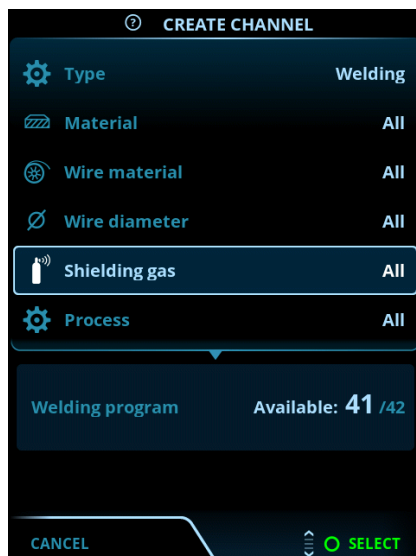 ? CREATE CHANNEL
Type Welding
Material All
Wire material All
Wire diameter All
Shielding gas All
Process All
Welding program Available: 41 /42
CANCEL SELECT